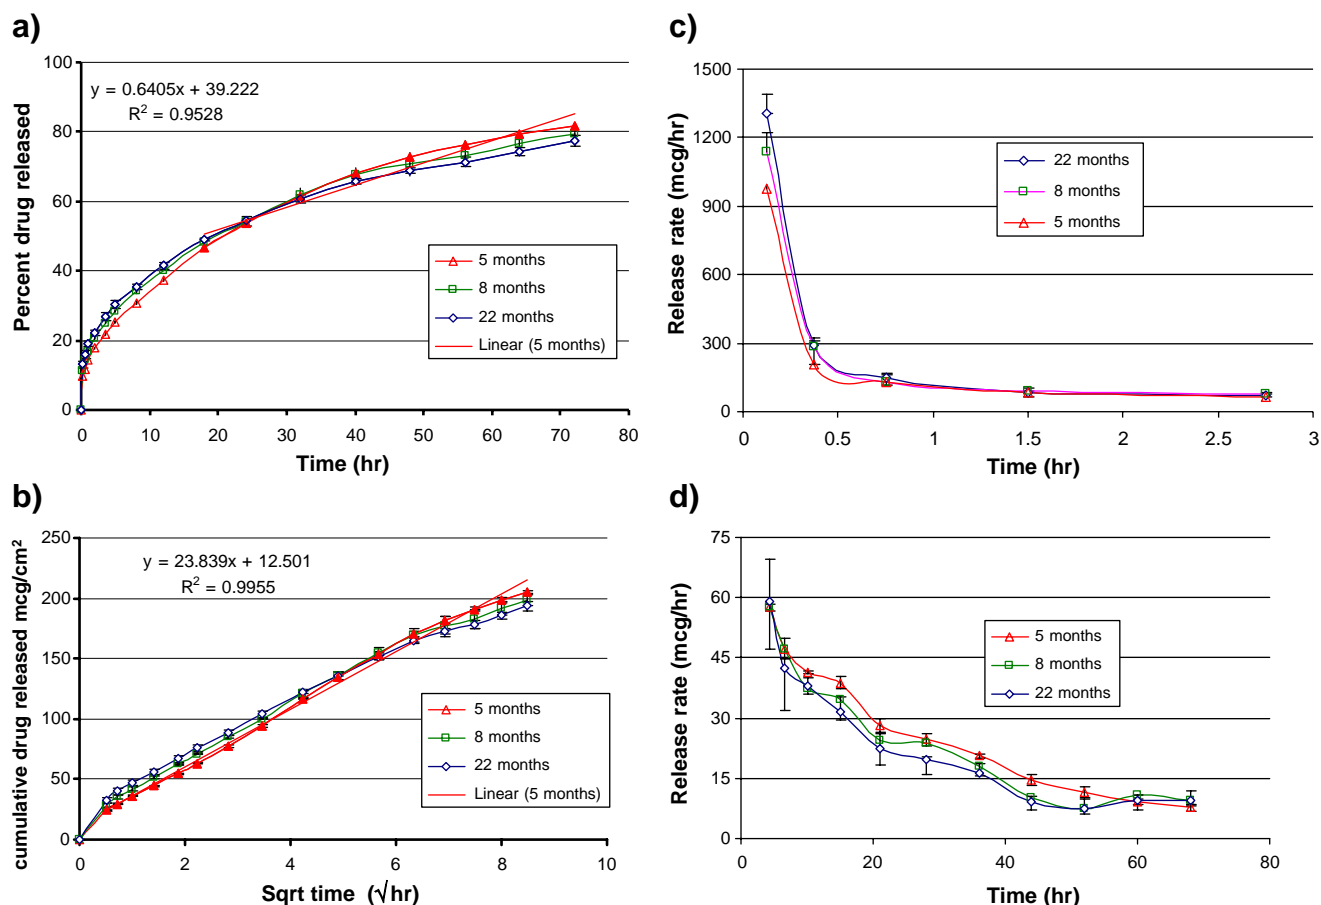 a)
Percent drug released
100
80
60
40
20
0
y = 0.6405x + 39.222
R² = 0.9528
5 months
8 months
22 months
Linear (5 months)
0 10 20 30 40 50 60 70 80
Time (hr)
b)
cumulative drug released mcg/cm²
250
200
150
100
50
0
y = 23.839x + 12.501
R² = 0.9955
5 months
8 months
22 months
Linear (5 months)
0 2 4 6 8 10
Sqrt time (√hr)
c)
Release rate (mcg/hr)
1500
1200
900
600
300
0
22 months
8 months
5 months
0 0.5 1 1.5 2 2.5 3
Time (hr)
d)
Release rate (mcg/hr)
75
60
45
30
15
0
5 months
8 months
22 months
0 20 40 60 80
Time (hr)